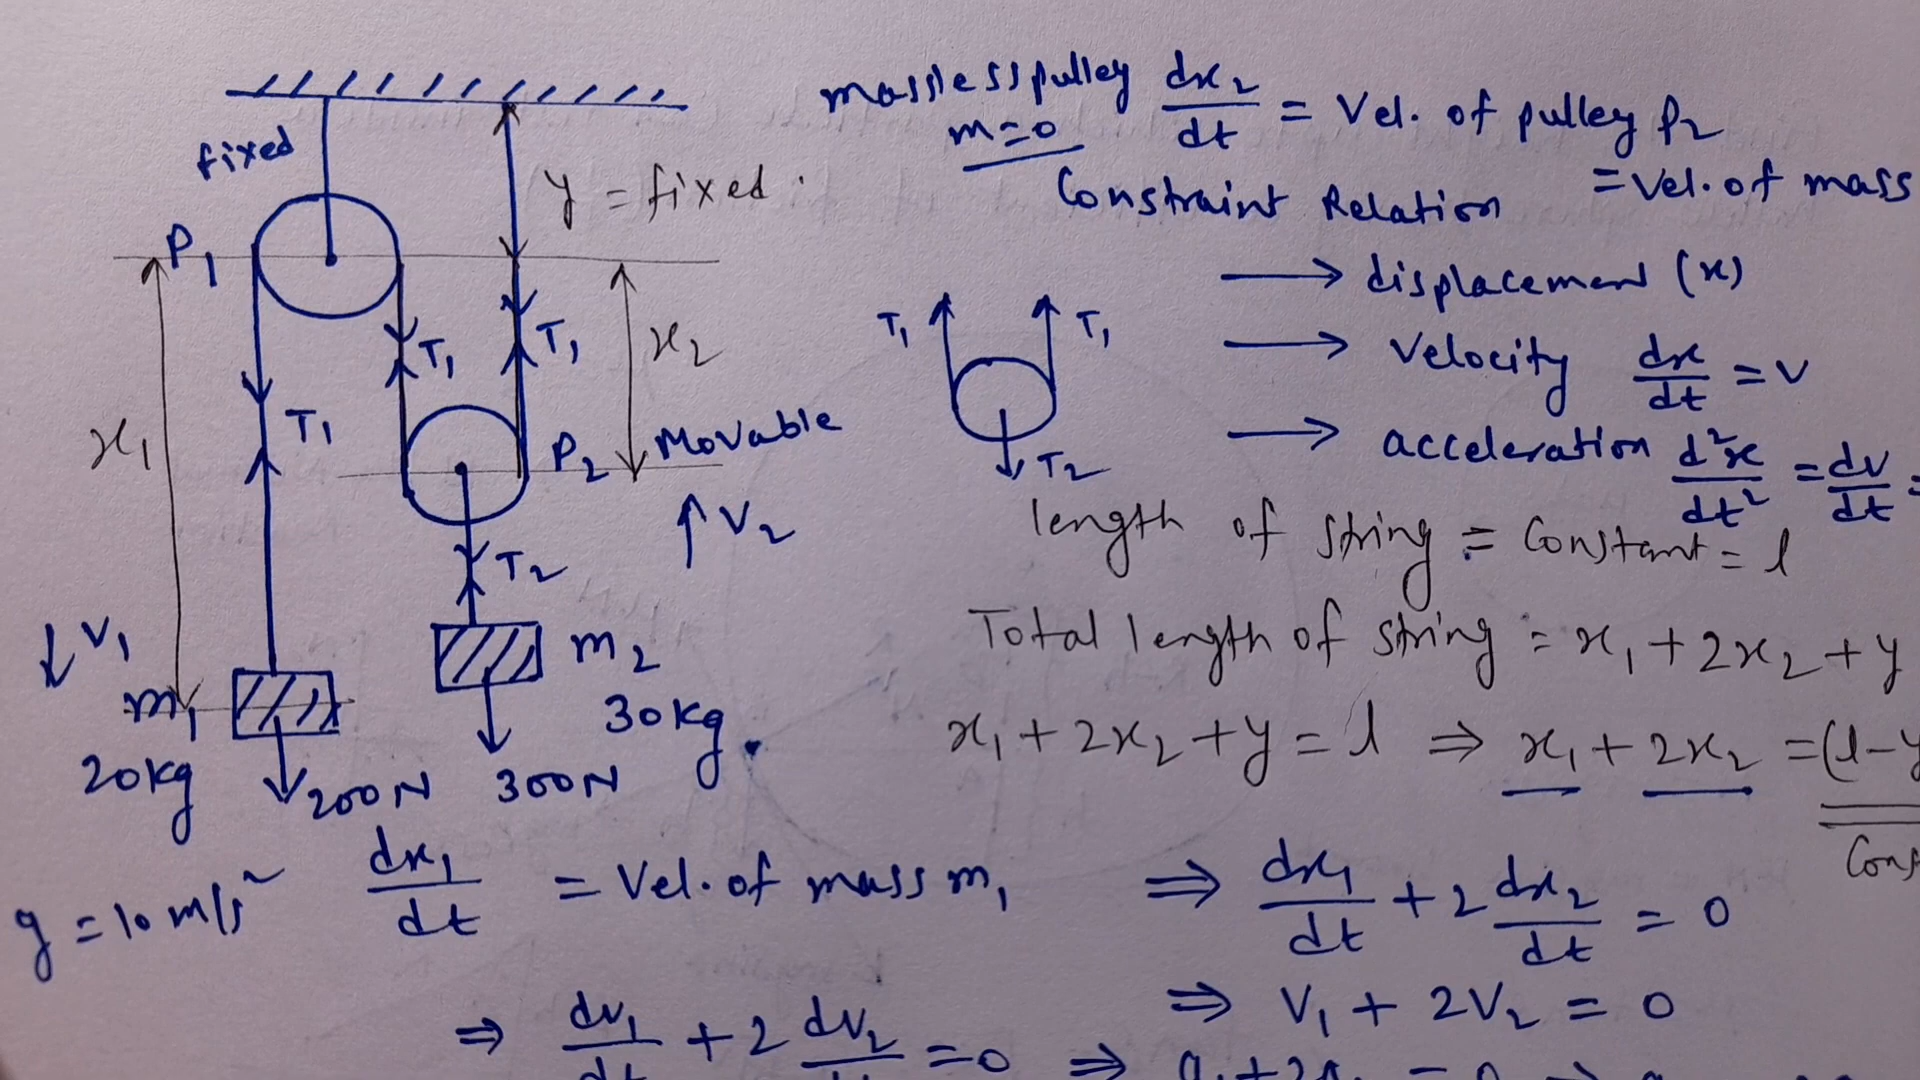 massless pulley dx₂/dt = Vel. of pulley P₂
m=0
= Vel. of mass
Constraint Relation
fixed
y = fixed
P₁
→ displacement (x)
T₁ T₁ x₂ T₁ T₁
→ Velocity dx/dt = v
x₁ T₁ P₂ Movable
T₂
→ acceleration d²x/dt² = dv/dt =
↑V₂
length of string = Constant = l
T₂
↓V₁
m₂
Total length of string = x₁ + 2x₂ + y
m₁
30kg
20kg
200N 300N
x₁ + 2x₂ + y = l ⇒ x₁ + 2x₂ = (l-y
Cons
g = 10 m/s²
dx₁/dt = Vel. of mass m₁ ⇒ dx₁/dt + 2 dx₂/dt = 0
⇒ V₁ + 2V₂ = 0
⇒ dv₁/dt + 2 dv₂/dt = 0 ⇒